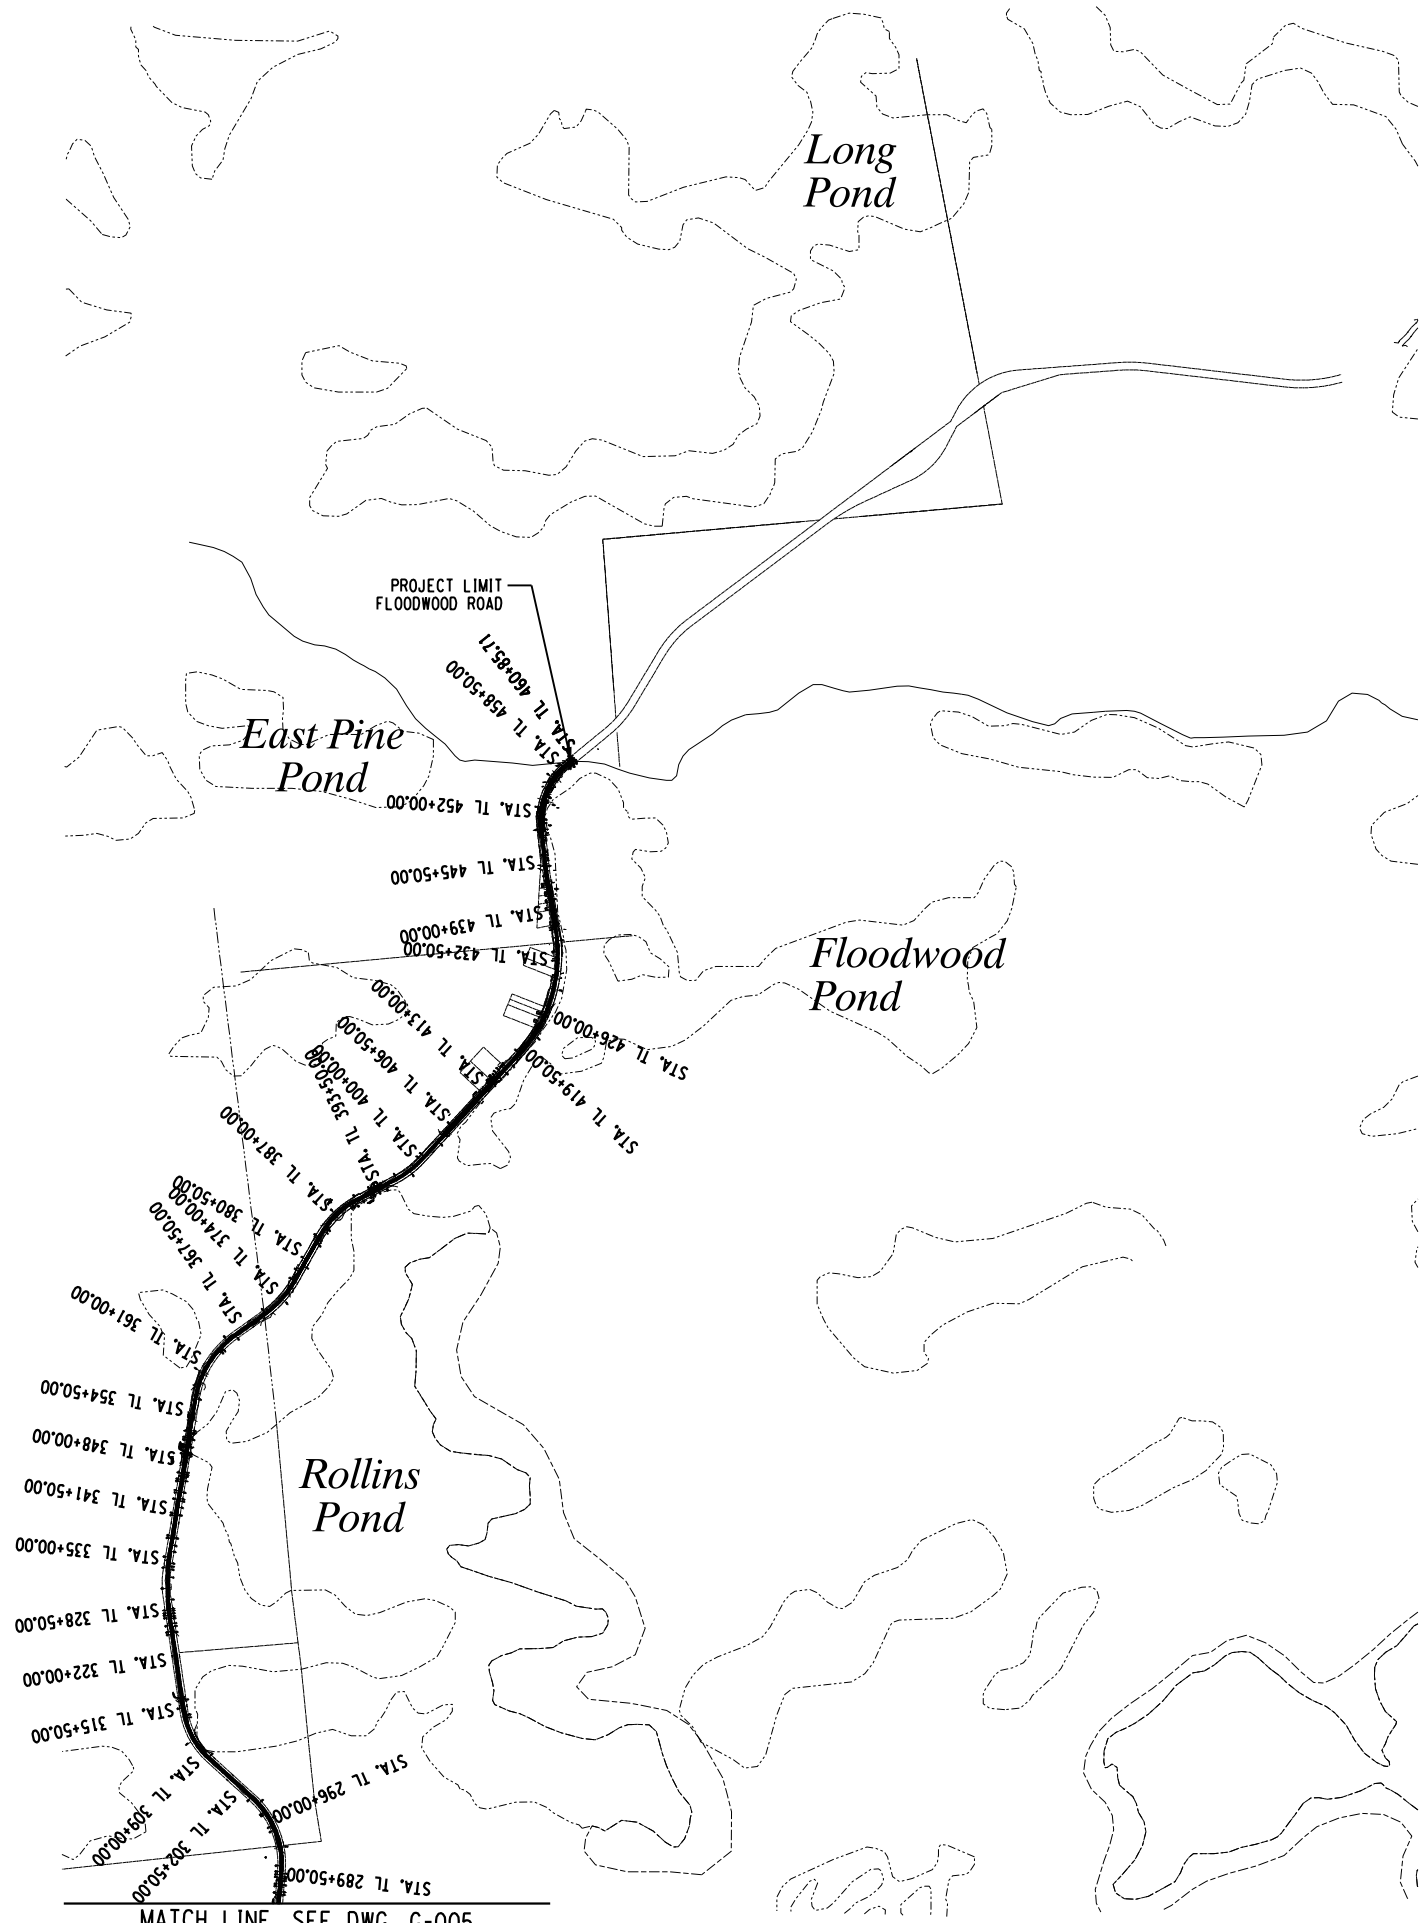 Long
Pond
PROJECT LIMIT
FLOODWOOD ROAD
STA. TL 460+85.71
STA. TL 458+50.00
East Pine
Pond
STA. TL 452+00.00
STA. TL 445+50.00
STA. TL 439+00.00
STA. TL 432+50.00
Floodwood
Pond
STA. TL 426+00.00
STA. TL 419+50.00
STA. TL 413+00.00
STA. TL 406+50.00
STA. TL 400+00.00
STA. TL 393+50.00
STA. TL 387+00.00
STA. TL 380+50.00
STA. TL 374+00.00
STA. TL 367+50.00
STA. TL 361+00.00
STA. TL 354+50.00
STA. TL 348+00.00
STA. TL 341+50.00
Rollins
Pond
STA. TL 335+00.00
STA. TL 328+50.00
STA. TL 322+00.00
STA. TL 315+50.00
STA. TL 309+00.00
STA. TL 302+50.00
STA. TL 296+00.00
STA. TL 289+50.00
MATCH LINE SEE DWG. G-005